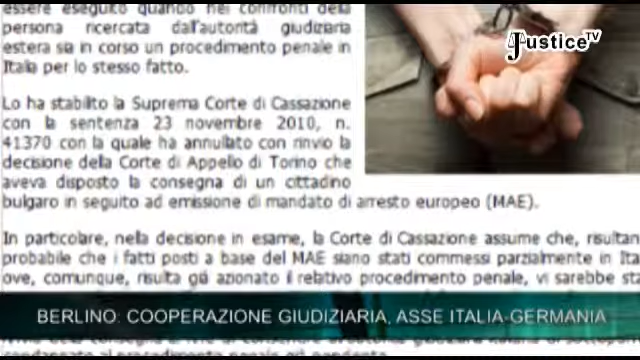 essere eseguito quando nei confronti della
persona ricercata dall'autorità giudiziaria
estera sia in corso un procedimento penale in
Italia per lo stesso fatto.
JusticeTV
Lo ha stabilito la Suprema Corte di Cassazione
con la sentenza 23 novembre 2010, n.
41370 con la quale ha annullato con rinvio la
decisione della Corte di Appello di Torino che
aveva disposto la consegna di un cittadino
bulgaro in seguito ad emissione di mandato di arresto europeo (MAE).
In particolare, nella decisione in esame, la Corte di Cassazione assume che, risultan
probabile che i fatti posti a base del MAE siano stati commessi parzialmente in Ita
ove, comunque, risulta già azionato il relativo procedimento penale, vi sarebbe sta
BERLINO: COOPERAZIONE GIUDIZIARIA, ASSE ITALIA-GERMANIA